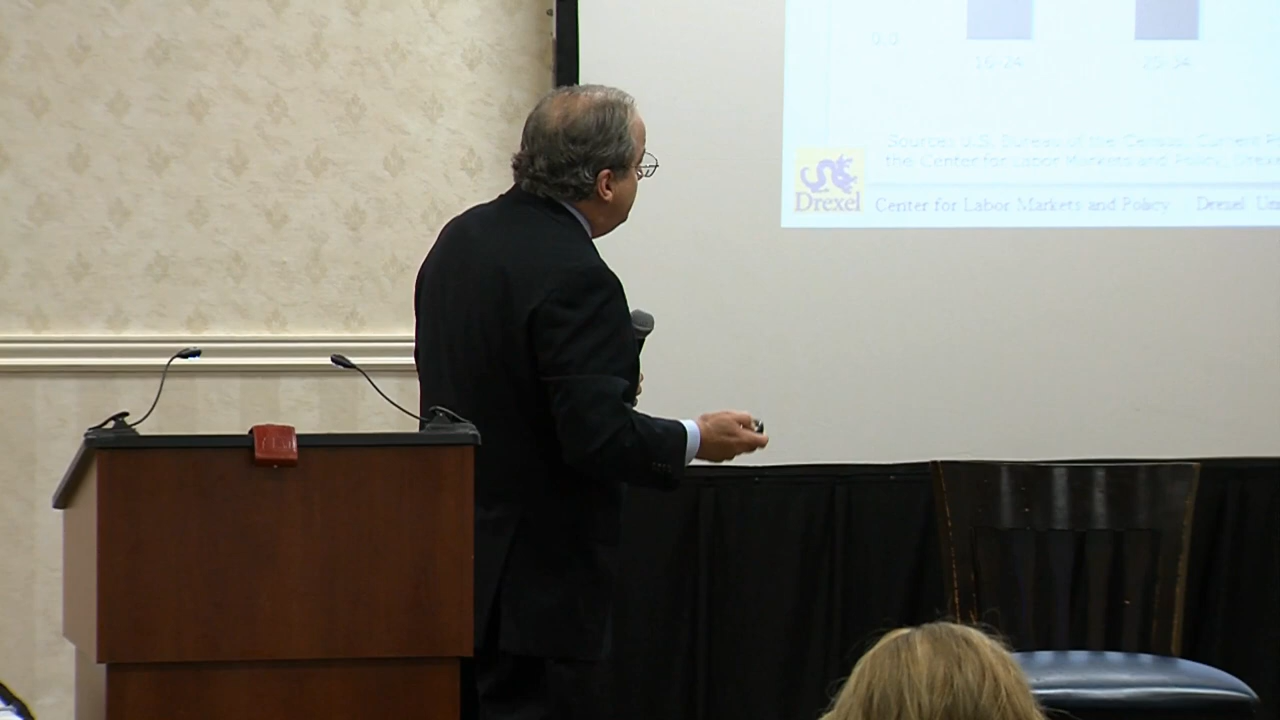 0.0
16-24
25-34
Source: U.S. Bureau of the Census, Current
the Center for Labor Markets and Policy, Drexel
Drexel
Center for Labor Markets and Policy Drexel